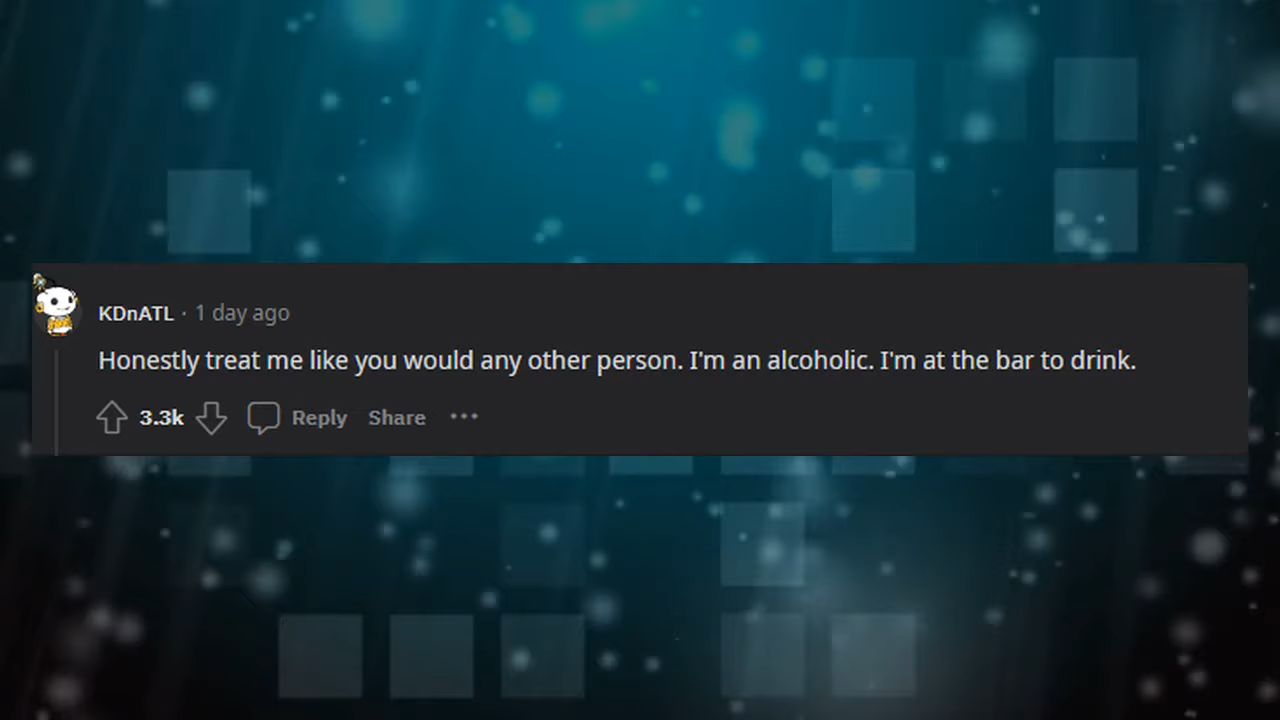 KDnATL · 1 day ago
Honestly treat me like you would any other person. I'm an alcoholic. I'm at the bar to drink.
3.3k Reply Share •••